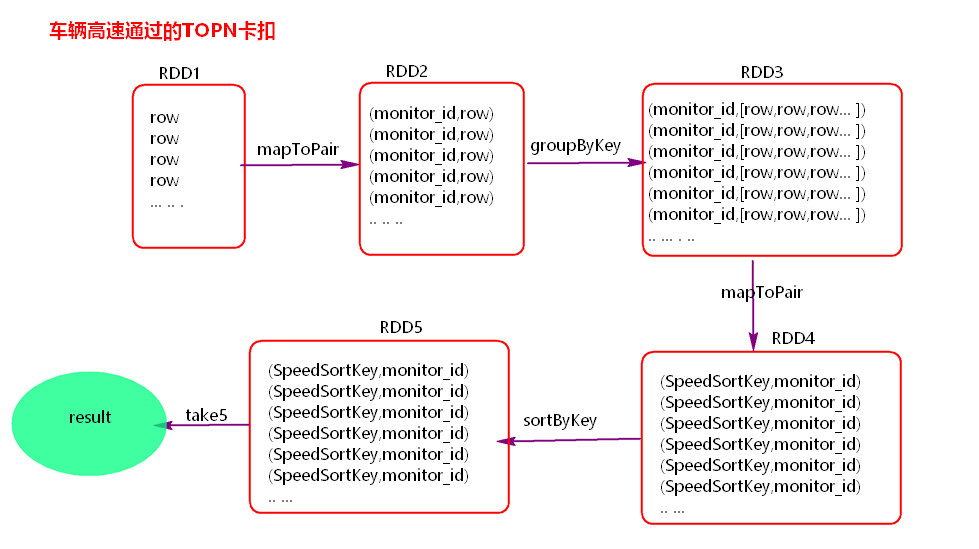 车辆高速通过的TOPN卡扣
RDD1
row
row
row
row
... .. .
mapToPair
RDD2
(monitor_id,row)
(monitor_id,row)
(monitor_id,row)
(monitor_id,row)
(monitor_id,row)
.. .. ..
groupByKey
RDD3
(monitor_id,[row,row,row... ])
(monitor_id,[row,row,row... ])
(monitor_id,[row,row,row... ])
(monitor_id,[row,row,row... ])
(monitor_id,[row,row,row... ])
(monitor_id,[row,row,row... ])
.. ... . ..
mapToPair
RDD4
(SpeedSortKey,monitor_id)
(SpeedSortKey,monitor_id)
(SpeedSortKey,monitor_id)
(SpeedSortKey,monitor_id)
(SpeedSortKey,monitor_id)
(SpeedSortKey,monitor_id)
.. ...
sortByKey
RDD5
(SpeedSortKey,monitor_id)
(SpeedSortKey,monitor_id)
(SpeedSortKey,monitor_id)
(SpeedSortKey,monitor_id)
(SpeedSortKey,monitor_id)
(SpeedSortKey,monitor_id)
.. ...
take5
result